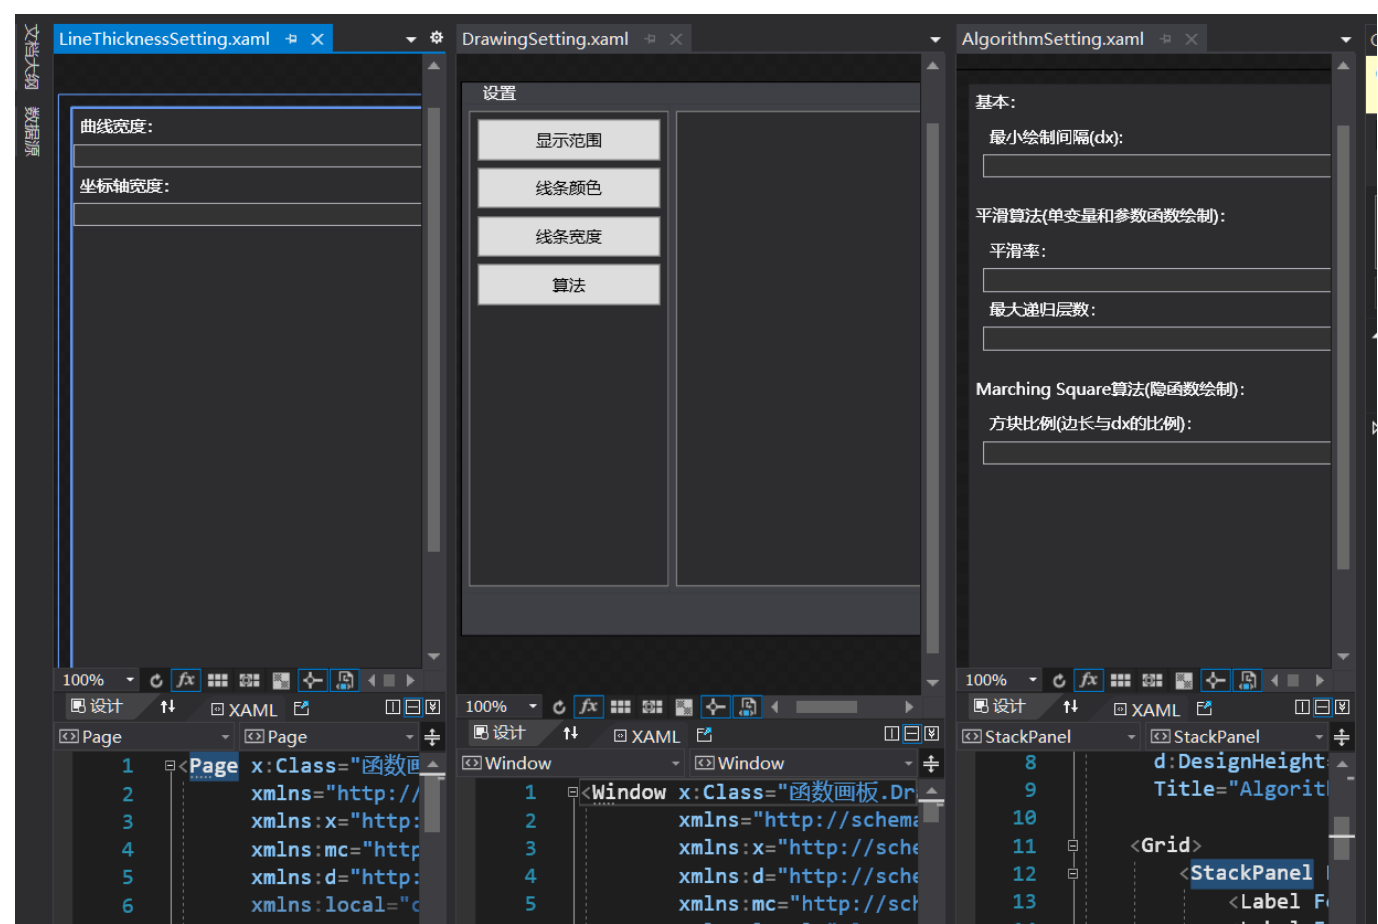 文档大纲
数据源
LineThicknessSetting.xaml
曲线宽度:
坐标轴宽度:
100%
设计
XAML
Page
Page
1 <Page x:Class="函数画
2 xmlns="http://
3 xmlns:x="http:
4 xmlns:mc="http
5 xmlns:d="http:
6 xmlns:local="c
DrawingSetting.xaml
设置
显示范围
线条颜色
线条宽度
算法
100%
设计
XAML
Window
Window
1 <Window x:Class="函数画板.Dr
2 xmlns="http://schema
3 xmlns:x="http://sche
4 xmlns:d="http://sche
5 xmlns:mc="http://sch
AlgorithmSetting.xaml
基本:
最小绘制间隔(dx):
平滑算法(单变量和参数函数绘制):
平滑率:
最大递归层数:
Marching Square算法(隐函数绘制):
方块比例(边长与dx的比例):
100%
设计
XAML
StackPanel
StackPanel
8 d:DesignHeight
9 Title="Algorit
10
11 <Grid>
12 <StackPanel
13 <Label F